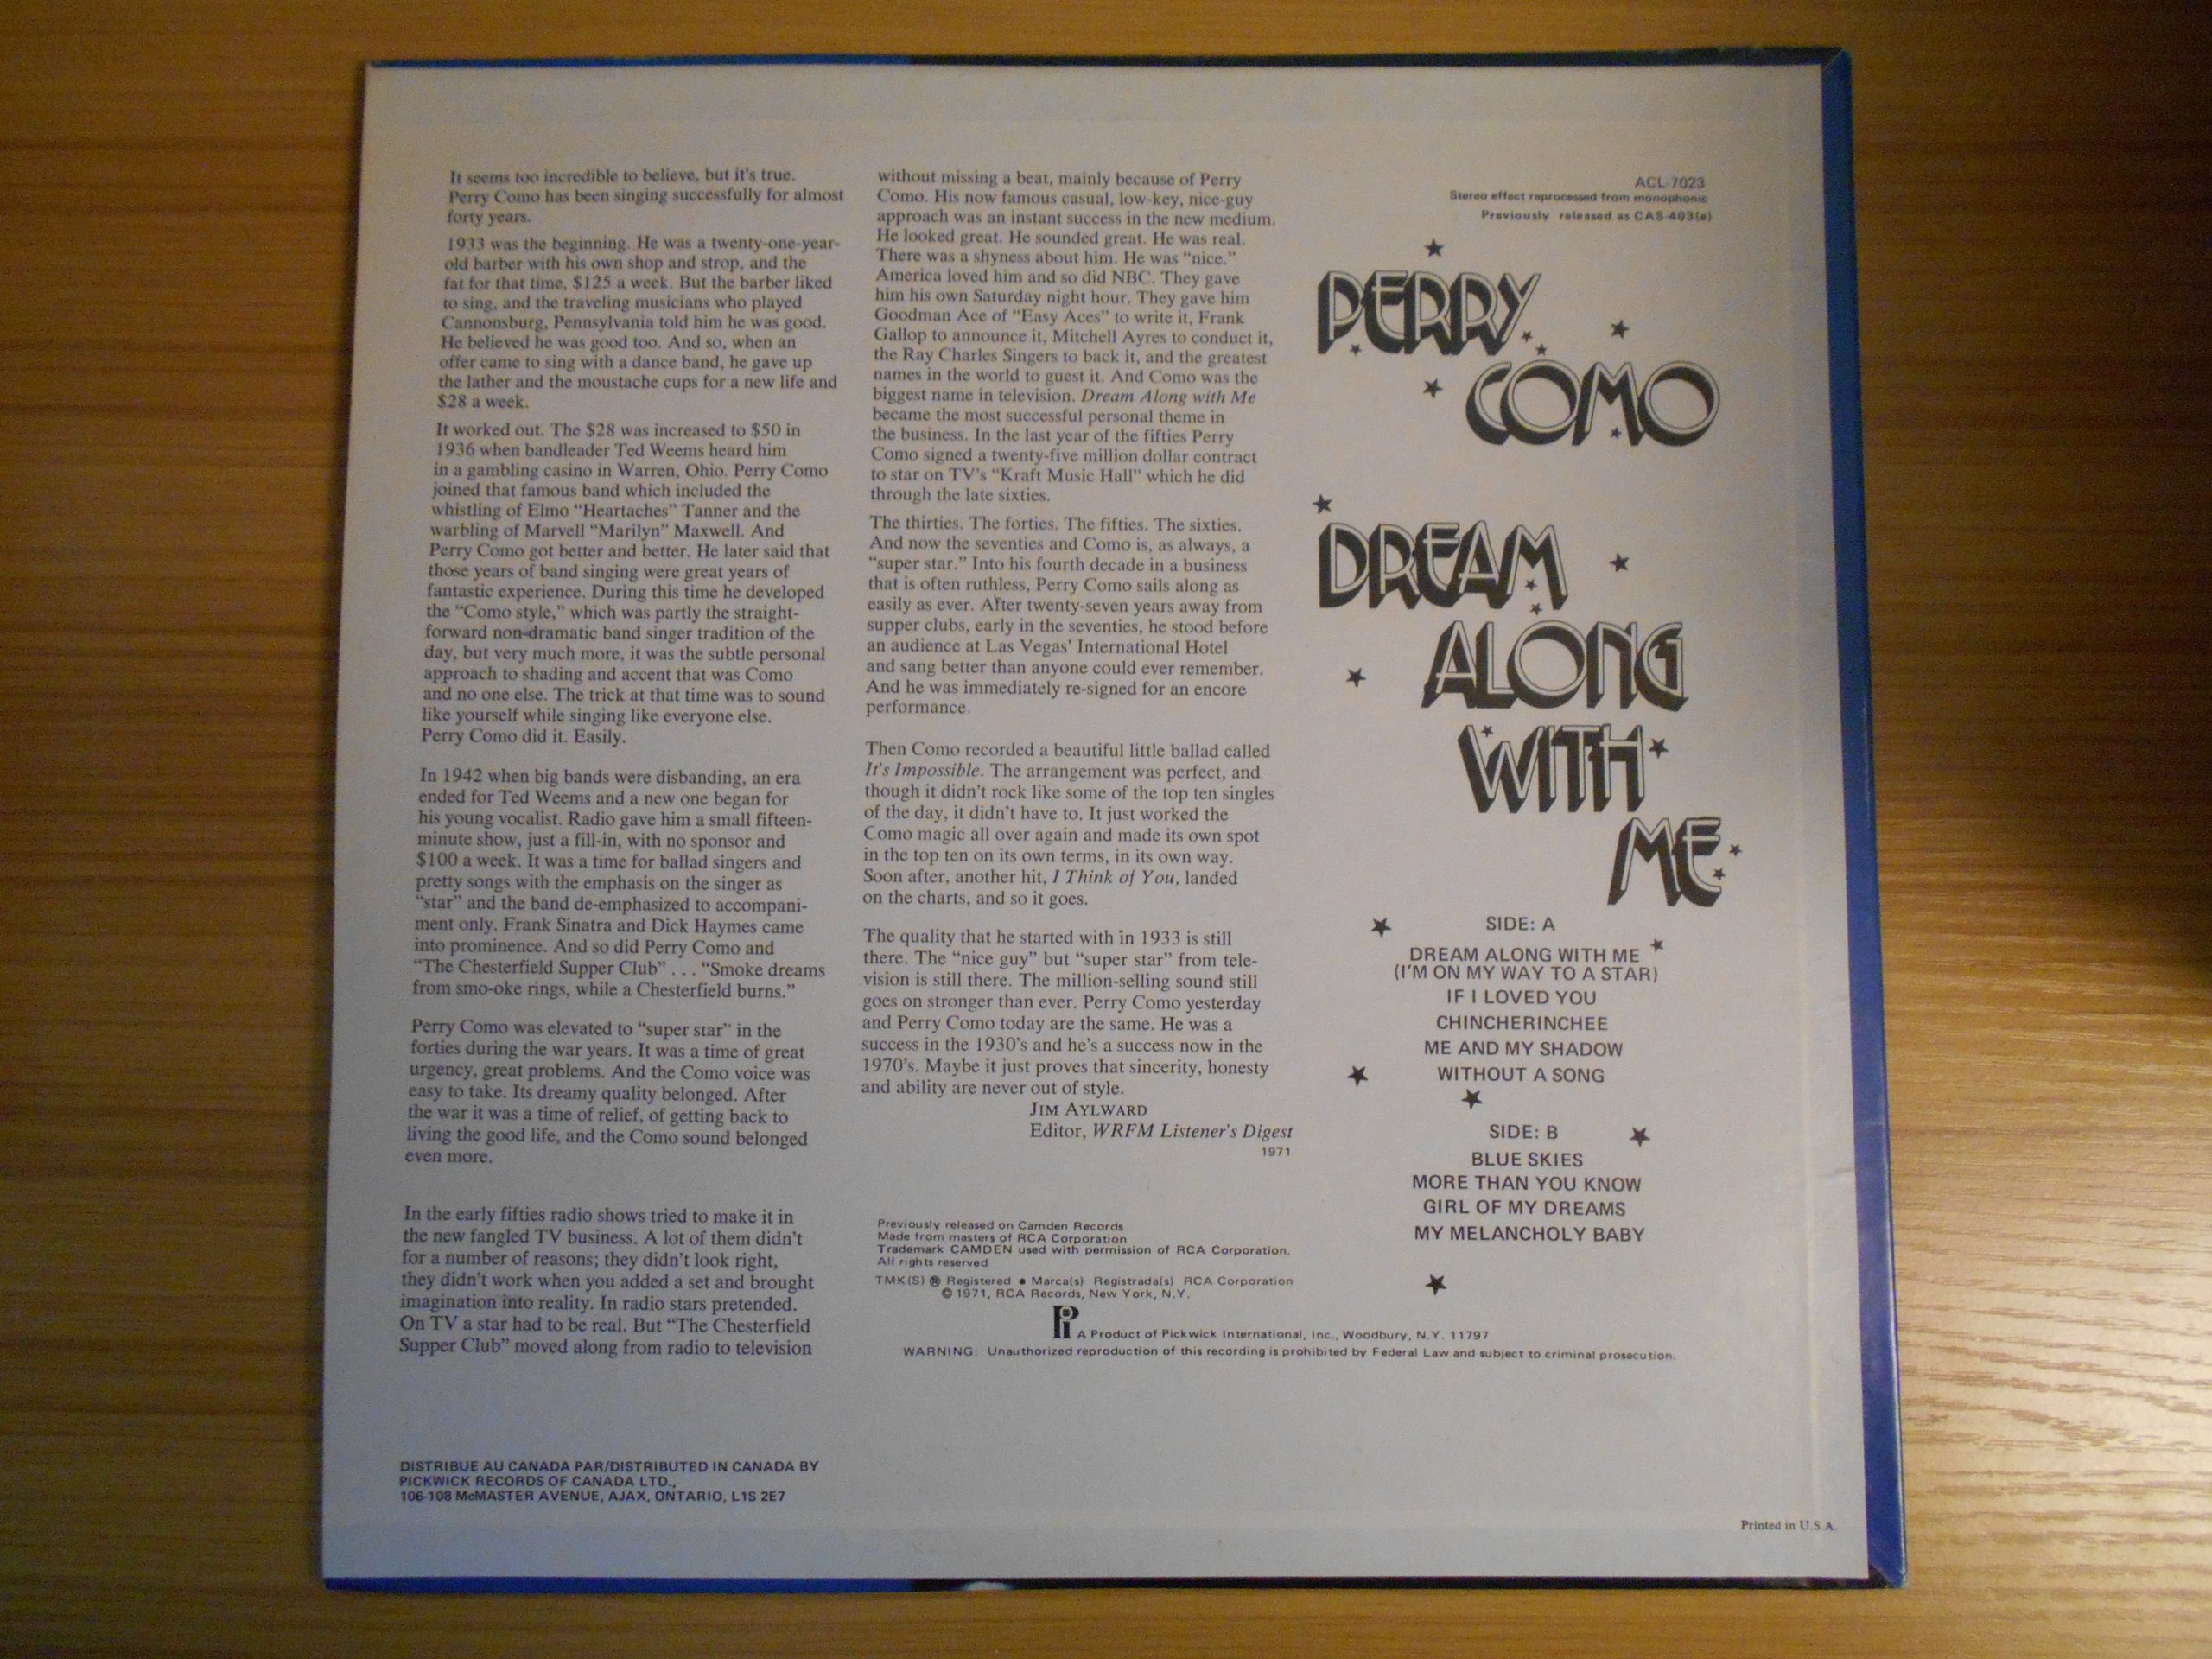 It seems too incredible to believe, but it's true.
Perry Como has been singing successfully for almost
forty years.
1933 was the beginning. He was a twenty-one-year-
old barber with his own shop and strop, and the
fat for that time, $125 a week. But the barber liked
to sing, and the traveling musicians who played
Cannonsburg, Pennsylvania told him he was good.
He believed he was good too. And so, when an
offer came to sing with a dance band, he gave up
the lather and the moustache cups for a new life and
$28 a week.
It worked out. The $28 was increased to $50 in
1936 when bandleader Ted Weems heard him
in a gambling casino in Warren, Ohio. Perry Como
joined that famous band which included the
whistling of Elmo “Heartaches” Tanner and the
warbling of Marvell “Marilyn” Maxwell. And
Perry Como got better and better. He later said that
those years of band singing were great years of
fantastic experience. During this time he developed
the “Como style,” which was partly the straight-
forward non-dramatic band singer tradition of the
day, but very much more, it was the subtle personal
approach to shading and accent that was Como
and no one else. The trick at that time was to sound
like yourself while singing like everyone else.
Perry Como did it. Easily.
In 1942 when big bands were disbanding, an era
ended for Ted Weems and a new one began for
his young vocalist. Radio gave him a small fifteen-
minute show, just a fill-in, with no sponsor and
$100 a week. It was a time for ballad singers and
pretty songs with the emphasis on the singer as
“star” and the band de-emphasized to accompani-
ment only. Frank Sinatra and Dick Haymes came
into prominence. And so did Perry Como and
“The Chesterfield Supper Club” . . . “Smoke dreams
from smo-oke rings, while a Chesterfield burns.”
Perry Como was elevated to “super star” in the
forties during the war years. It was a time of great
urgency, great problems. And the Como voice was
easy to take. Its dreamy quality belonged. After
the war it was a time of relief, of getting back to
living the good life, and the Como sound belonged
even more.
In the early fifties radio shows tried to make it in
the new fangled TV business. A lot of them didn't
for a number of reasons; they didn't look right,
they didn't work when you added a set and brought
imagination into reality. In radio stars pretended.
On TV a star had to be real. But “The Chesterfield
Supper Club” moved along from radio to television
without missing a beat, mainly because of Perry
Como. His now famous casual, low-key, nice-guy
approach was an instant success in the new medium.
He looked great. He sounded great. He was real.
There was a shyness about him. He was “nice.”
America loved him and so did NBC. They gave
him his own Saturday night hour. They gave him
Goodman Ace of “Easy Aces” to write it, Frank
Gallop to announce it, Mitchell Ayres to conduct it,
the Ray Charles Singers to back it, and the greatest
names in the world to guest it. And Como was the
biggest name in television. Dream Along with Me
became the most successful personal theme in
the business. In the last year of the fifties Perry
Como signed a twenty-five million dollar contract
to star on TV's “Kraft Music Hall” which he did
through the late sixties.
The thirties. The forties. The fifties. The sixties.
And now the seventies and Como is, as always, a
“super star.” Into his fourth decade in a business
that is often ruthless, Perry Como sails along as
easily as ever. After twenty-seven years away from
supper clubs, early in the seventies, he stood before
an audience at Las Vegas' International Hotel
and sang better than anyone could ever remember.
And he was immediately re-signed for an encore
performance.
Then Como recorded a beautiful little ballad called
It's Impossible. The arrangement was perfect, and
though it didn't rock like some of the top ten singles
of the day, it didn't have to. It just worked the
Como magic all over again and made its own spot
in the top ten on its own terms, in its own way.
Soon after, another hit, I Think of You, landed
on the charts, and so it goes.
The quality that he started with in 1933 is still
there. The “nice guy” but “super star” from tele-
vision is still there. The million-selling sound still
goes on stronger than ever. Perry Como yesterday
and Perry Como today are the same. He was a
success in the 1930's and he's a success now in the
1970's. Maybe it just proves that sincerity, honesty
and ability are never out of style.
JIM AYLWARD
Editor, WRFM Listener's Digest
1971
Previously released on Camden Records
Made from masters of RCA Corporation
Trademark CAMDEN used with permission of RCA Corporation.
All rights reserved
TMK(S) ® Registered • Marca(s) Registrada(s) RCA Corporation
© 1971, RCA Records, New York, N.Y.
Pi A Product of Pickwick International, Inc., Woodbury, N.Y. 11797
WARNING: Unauthorized reproduction of this recording is prohibited by Federal Law and subject to criminal prosecution.
ACL-7023
Stereo effect reprocessed from monophonic
Previously released as CAS-403(e)
PERRY
COMO
DREAM
ALONG
WITH
ME
SIDE: A
DREAM ALONG WITH ME
(I'M ON MY WAY TO A STAR)
IF I LOVED YOU
CHINCHERINCHEE
ME AND MY SHADOW
WITHOUT A SONG
SIDE: B
BLUE SKIES
MORE THAN YOU KNOW
GIRL OF MY DREAMS
MY MELANCHOLY BABY
DISTRIBUE AU CANADA PAR/DISTRIBUTED IN CANADA BY
PICKWICK RECORDS OF CANADA LTD.,
106-108 McMASTER AVENUE, AJAX, ONTARIO, L1S 2E7
Printed in U.S.A.